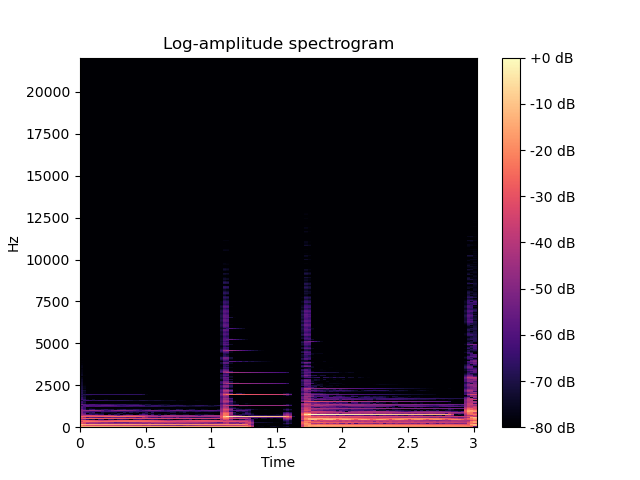 Log-amplitude spectrogram
Hz
20000
17500
15000
12500
10000
7500
5000
2500
0
0 0.5 1 1.5 2 2.5 3
Time
+0 dB
-10 dB
-20 dB
-30 dB
-40 dB
-50 dB
-60 dB
-70 dB
-80 dB